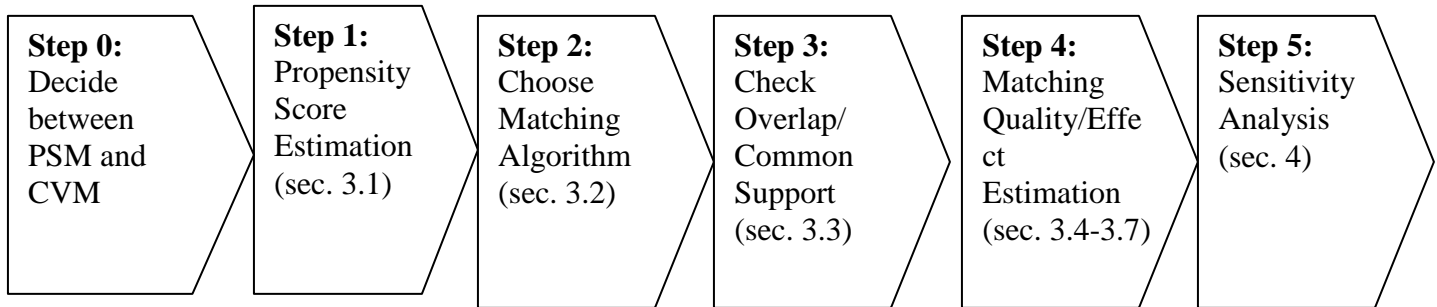 Step 0:
Decide
between
PSM and
CVM
Step 1:
Propensity
Score
Estimation
(sec. 3.1)
Step 2:
Choose
Matching
Algorithm
(sec. 3.2)
Step 3:
Check
Overlap/
Common
Support
(sec. 3.3)
Step 4:
Matching
Quality/Effe
ct
Estimation
(sec. 3.4-3.7)
Step 5:
Sensitivity
Analysis
(sec. 4)